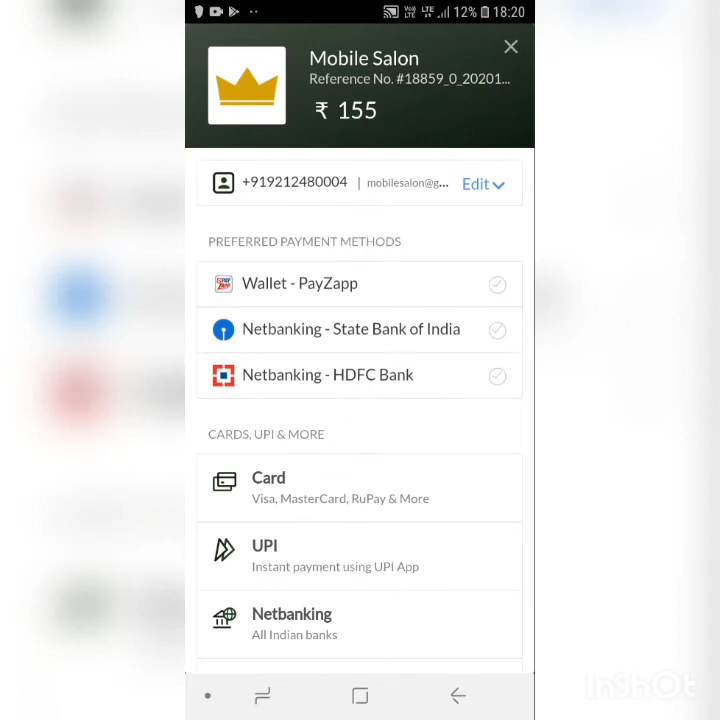 12% 18:20
Mobile Salon
Reference No. #18859_0_20201...
₹ 155
+919212480004 | mobilesalon@g... Edit
PREFERRED PAYMENT METHODS
Wallet - PayZapp
Netbanking - State Bank of India
Netbanking - HDFC Bank
CARDS, UPI & MORE
Card
Visa, MasterCard, RuPay & More
UPI
Instant payment using UPI App
Netbanking
All Indian banks
InShOt